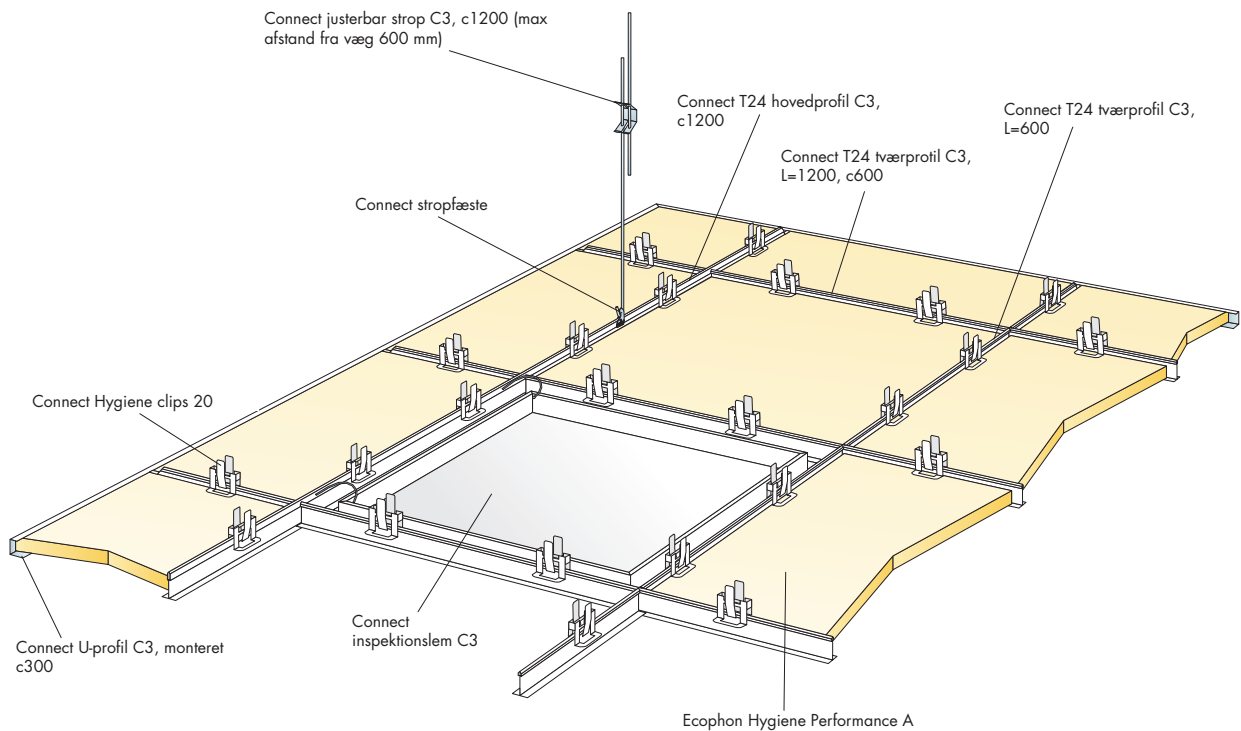 Connect justerbar strop C3, c1200 (max
afstand fra væg 600 mm)
Connect T24 hovedprofil C3,
c1200
Connect T24 tværprofil C3,
L=600
Connect T24 tværprotil C3,
L=1200, c600
Connect stropfæste
Connect Hygiene clips 20
Connect
inspektionslem C3
Connect U-profil C3, monteret
c300
Ecophon Hygiene Performance A